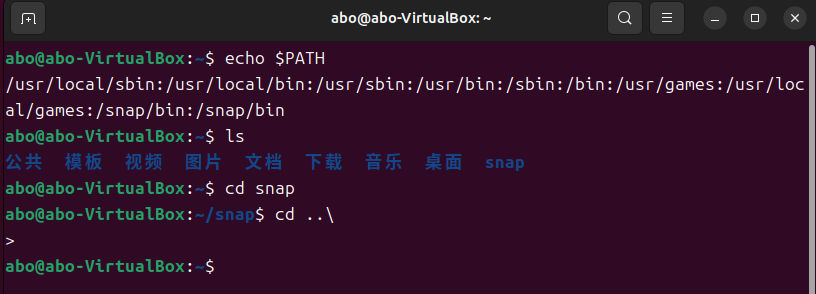 abo@abo-VirtualBox: ~
abo@abo-VirtualBox:~$ echo $PATH
/usr/local/sbin:/usr/local/bin:/usr/sbin:/usr/bin:/sbin:/bin:/usr/games:/usr/loc
al/games:/snap/bin:/snap/bin
abo@abo-VirtualBox:~$ ls
公共 模板 视频 图片 文档 下载 音乐 桌面 snap
abo@abo-VirtualBox:~$ cd snap
abo@abo-VirtualBox:~/snap$ cd ..\
>
abo@abo-VirtualBox:~$